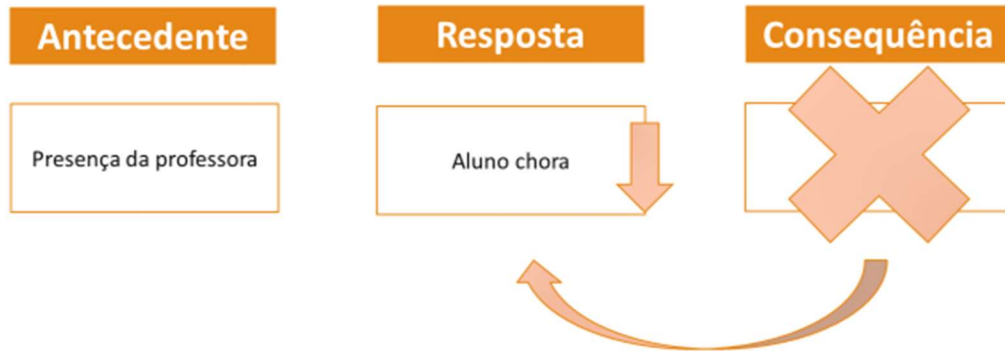 Antecedente
Resposta
Consequência
Presença da professora
Aluno chora